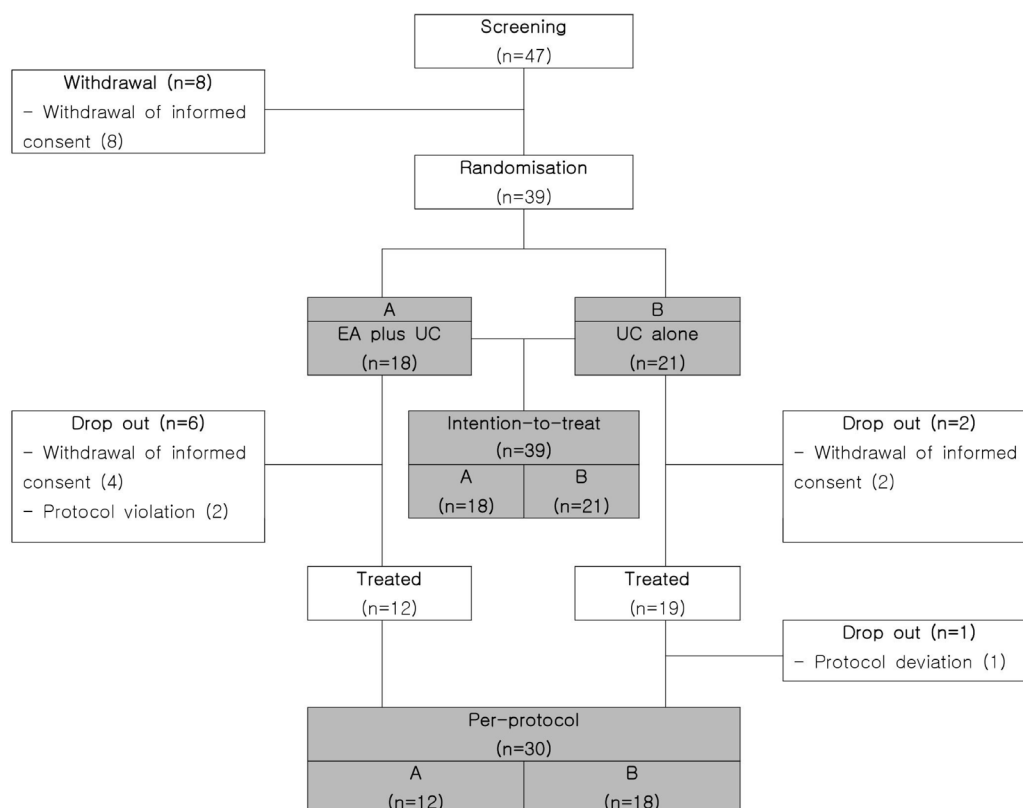 Screening
(n=47)
Withdrawal (n=8)
- Withdrawal of informed
consent (8)
Randomisation
(n=39)
A
EA plus UC
(n=18)
B
UC alone
(n=21)
Drop out (n=6)
- Withdrawal of informed
consent (4)
- Protocol violation (2)
Intention-to-treat
(n=39)
A
(n=18)
B
(n=21)
Drop out (n=2)
- Withdrawal of informed
consent (2)
Treated
(n=12)
Treated
(n=19)
Drop out (n=1)
- Protocol deviation (1)
Per-protocol
(n=30)
A
(n=12)
B
(n=18)